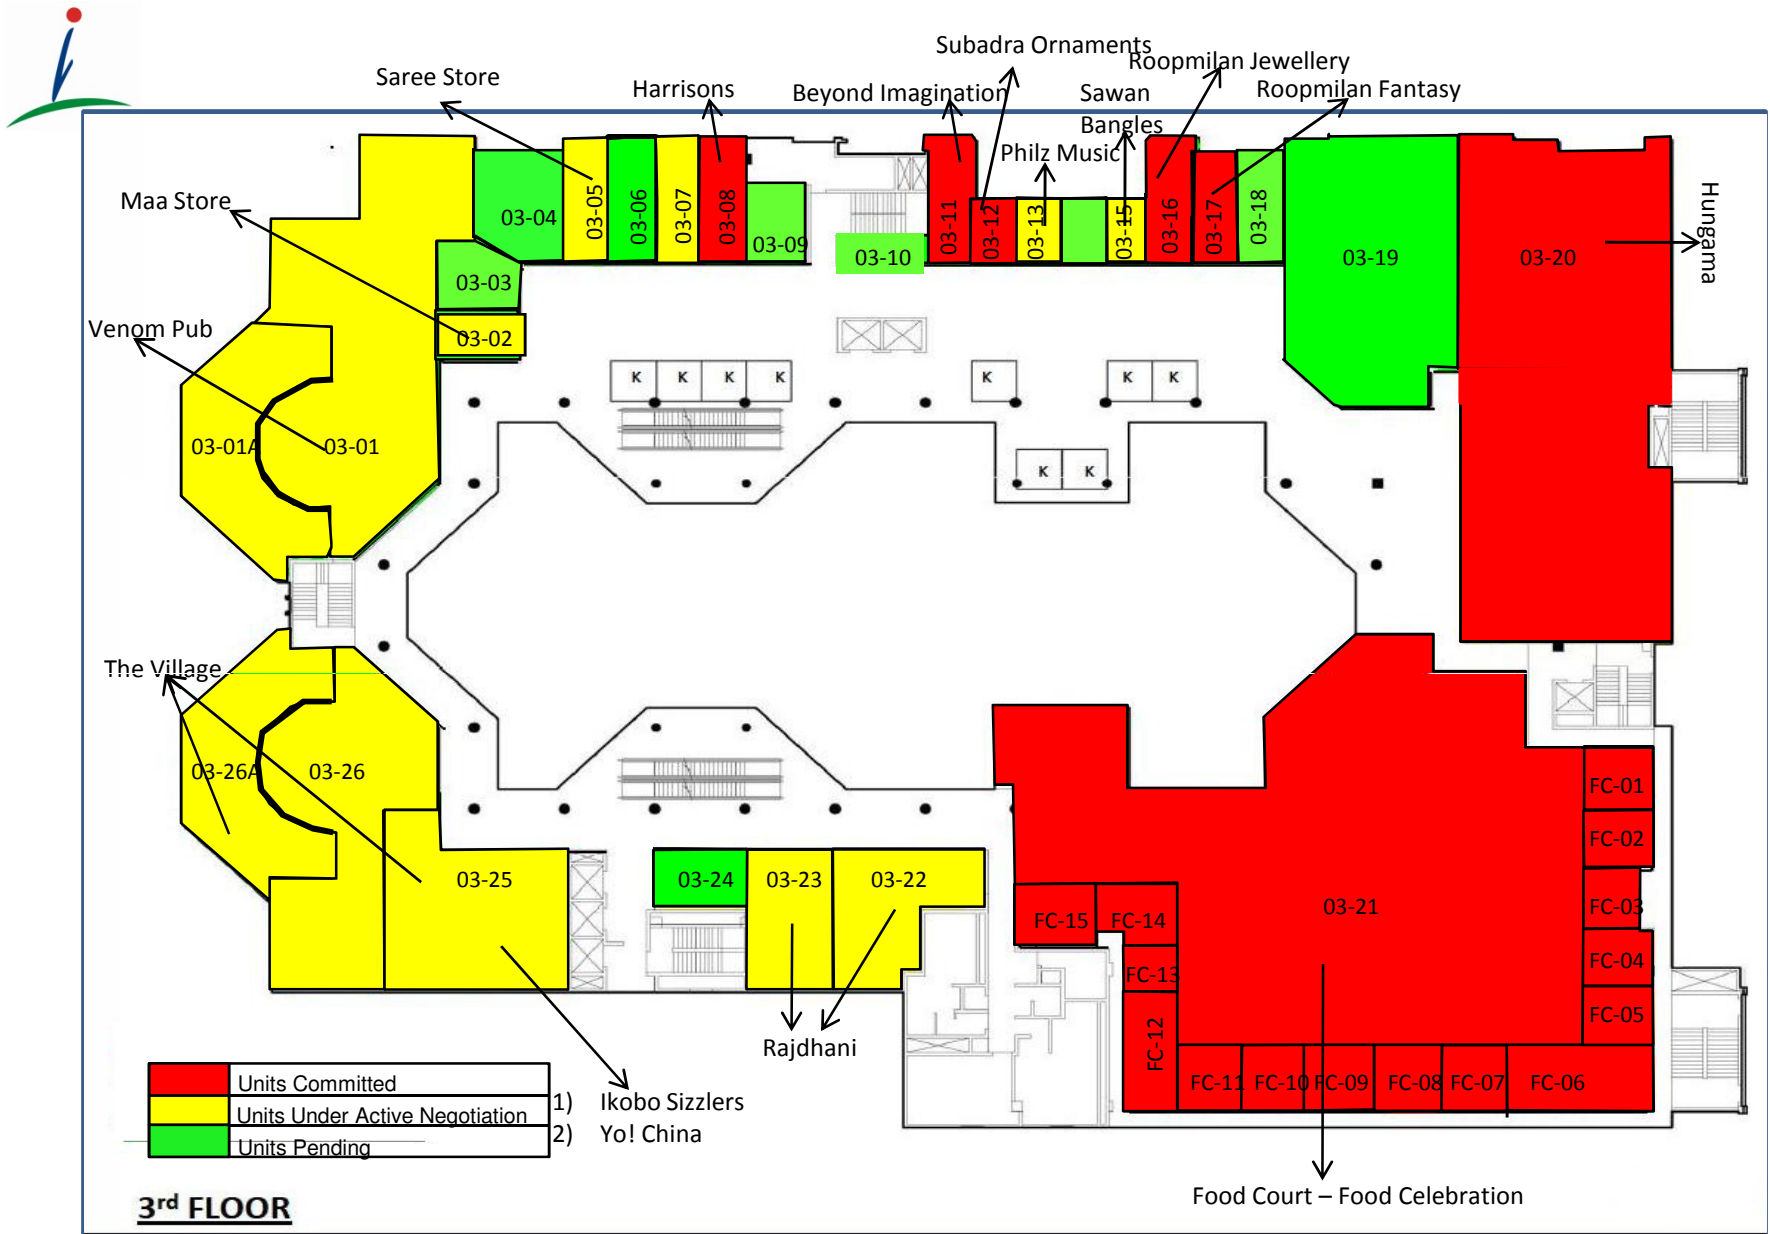 Subadra Ornaments
Roopmilan Jewellery
Saree Store
Harrisons
Beyond Imagination
Sawan
Bangles
Roopmilan Fantasy
Philz Music
Maa Store
Venom Pub
Hungama
03-04
03-05
03-06
03-07
03-08
03-09
03-10
03-11
03-12
03-13
03-15
03-16
03-17
03-18
03-19
03-20
03-03
03-02
K K K K K K K
03-01A
03-01
K K
The Village
03-26A
03-26
03-25
03-24
03-23
03-22
03-21
FC-01
FC-02
FC-03
FC-04
FC-05
FC-15
FC-14
FC-13
FC-12
FC-11
FC-10
FC-09
FC-08
FC-07
FC-06
Rajdhani
Units Committed
Units Under Active Negotiation
Units Pending
1) Ikobo Sizzlers
2) Yo! China
Food Court – Food Celebration
3rd FLOOR